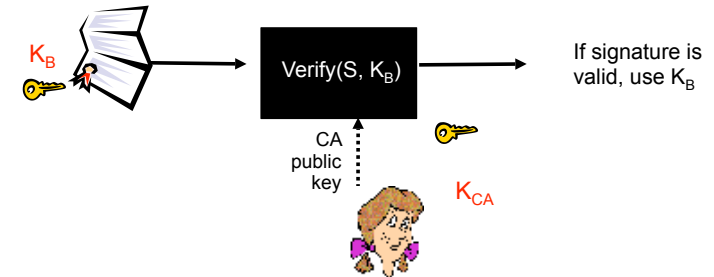 K_B
Verify(S, K_B)
If signature is
valid, use K_B
CA
public
key
K_CA